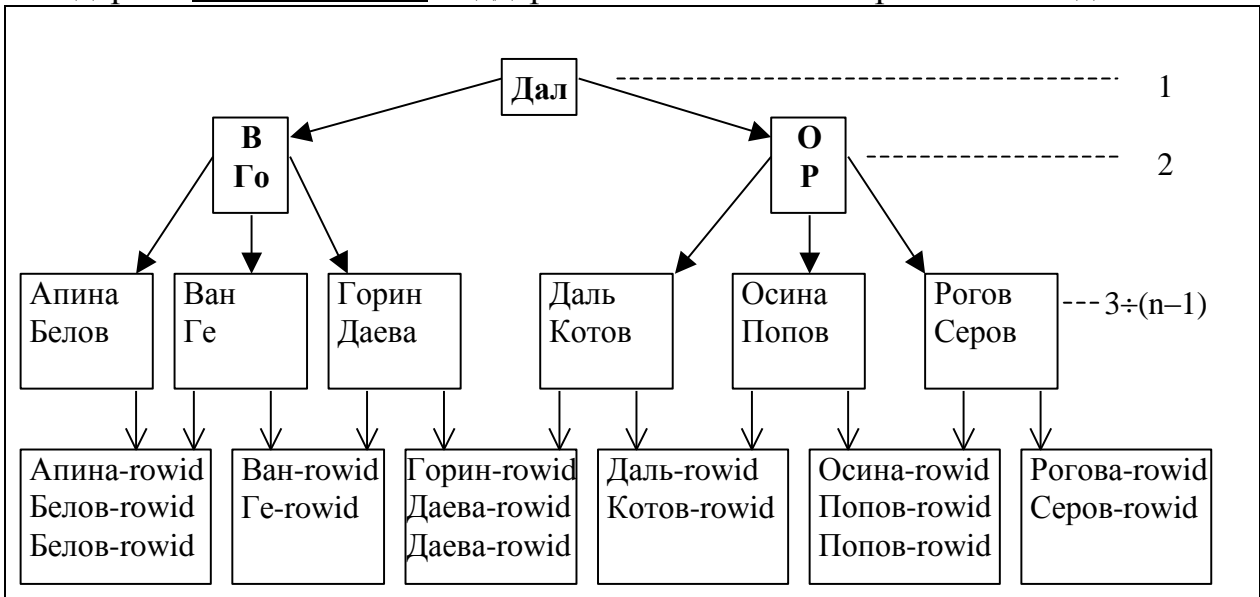 Дал
1
В
Го
О
Р
2
Апина
Белов
Ван
Ге
Горин
Даева
Даль
Котов
Осина
Попов
Рогов
Серов
3÷(n–1)
Апина-rowid
Белов-rowid
Белов-rowid
Ван-rowid
Ге-rowid
Горин-rowid
Даева-rowid
Даева-rowid
Даль-rowid
Котов-rowid
Осина-rowid
Попов-rowid
Попов-rowid
Рогова-rowid
Серов-rowid